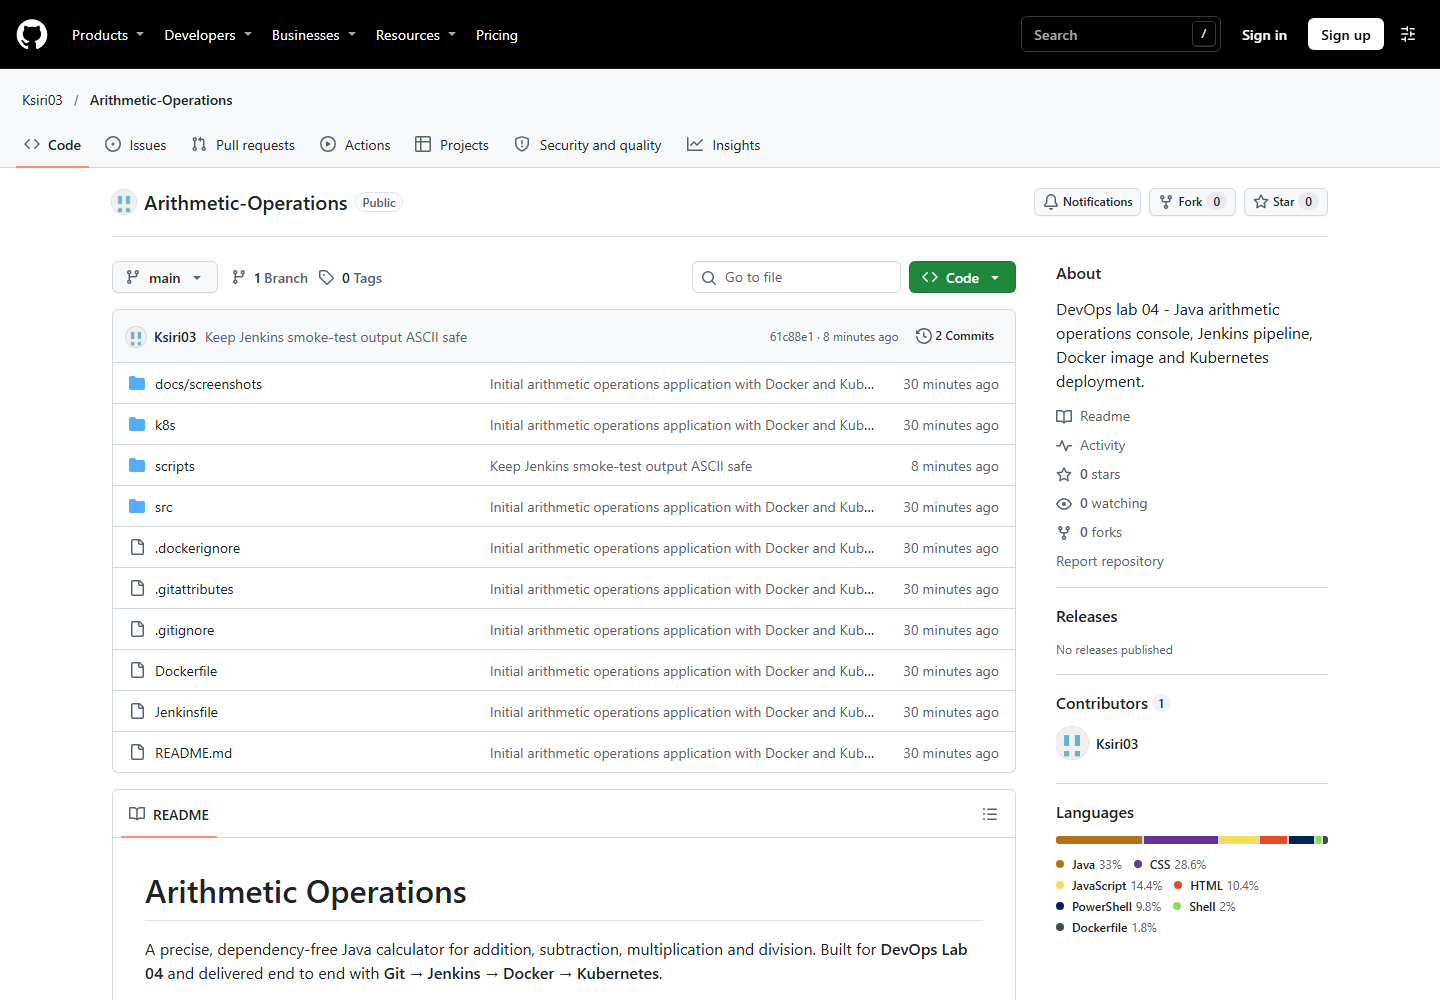 Products Developers Businesses Resources Pricing Search / Sign in Sign up
Ksiri03 / Arithmetic-Operations
Code Issues Pull requests Actions Projects Security and quality Insights
Arithmetic-Operations Public Notifications Fork 0 Star 0
main 1 Branch 0 Tags Go to file Code
Ksiri03 Keep Jenkins smoke-test output ASCII safe 61c88e1 · 8 minutes ago 2 Commits
docs/screenshots Initial arithmetic operations application with Docker and Kub... 30 minutes ago
k8s Initial arithmetic operations application with Docker and Kub... 30 minutes ago
scripts Keep Jenkins smoke-test output ASCII safe 8 minutes ago
src Initial arithmetic operations application with Docker and Kub... 30 minutes ago
.dockerignore Initial arithmetic operations application with Docker and Kub... 30 minutes ago
.gitattributes Initial arithmetic operations application with Docker and Kub... 30 minutes ago
.gitignore Initial arithmetic operations application with Docker and Kub... 30 minutes ago
Dockerfile Initial arithmetic operations application with Docker and Kub... 30 minutes ago
Jenkinsfile Initial arithmetic operations application with Docker and Kub... 30 minutes ago
README.md Initial arithmetic operations application with Docker and Kub... 30 minutes ago
README
Arithmetic Operations
A precise, dependency-free Java calculator for addition, subtraction, multiplication and division. Built for DevOps Lab
04 and delivered end to end with Git → Jenkins → Docker → Kubernetes.
About
DevOps lab 04 - Java arithmetic
operations console, Jenkins pipeline,
Docker image and Kubernetes
deployment.
Readme
Activity
0 stars
0 watching
0 forks
Report repository
Releases
No releases published
Contributors 1
Ksiri03
Languages
Java 33% CSS 28.6%
JavaScript 14.4% HTML 10.4%
PowerShell 9.8% Shell 2%
Dockerfile 1.8%